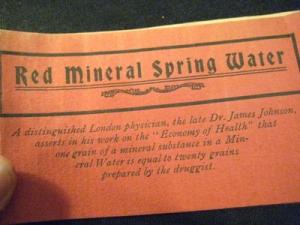 Red Mineral Spring Water
A distinguished London physician, the late Dr. James Johnson,
asserts in his work on the "Economy of Health" that
one grain of a mineral substance in a Min-
eral Water is equal to twenty grains
prepared by the druggist.